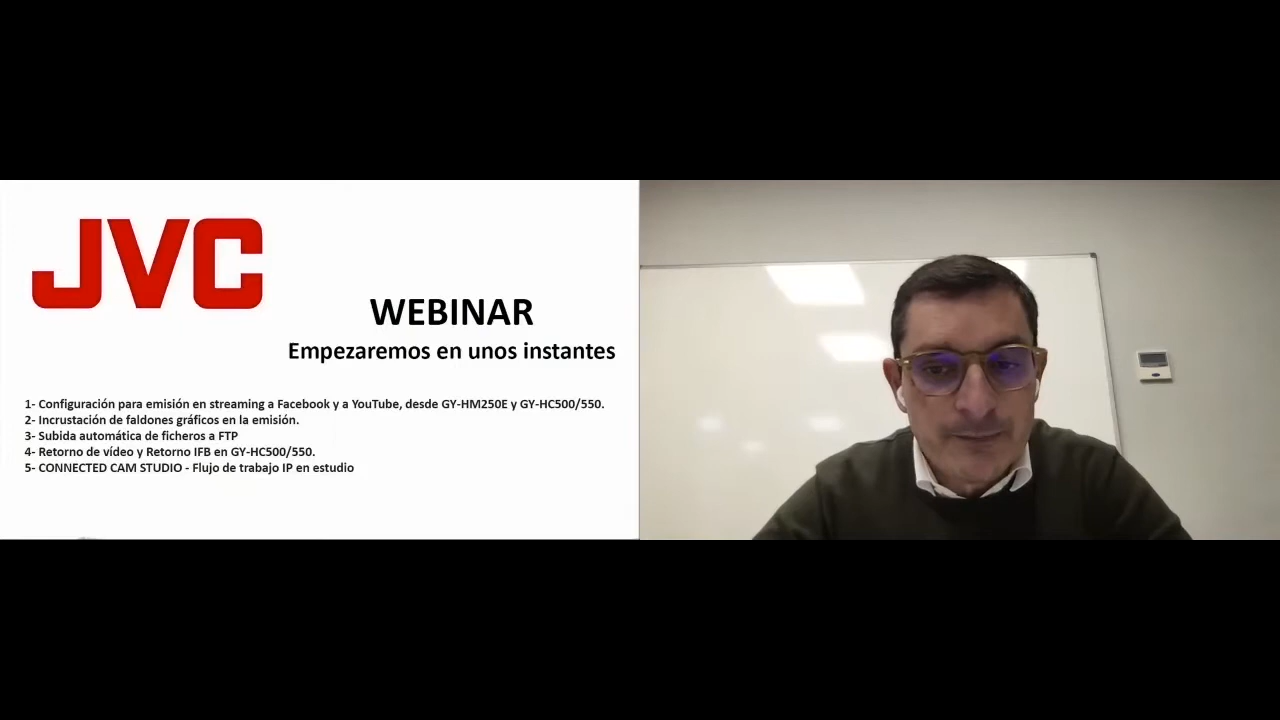 JVC
WEBINAR
Empezaremos en unos instantes
1- Configuración para emisión en streaming a Facebook y a YouTube, desde GY-HM250E y GY-HC500/550.
2- Incrustación de faldones gráficos en la emisión.
3- Subida automática de ficheros a FTP
4- Retorno de vídeo y Retorno IFB en GY-HC500/550.
5- CONNECTED CAM STUDIO - Flujo de trabajo IP en estudio